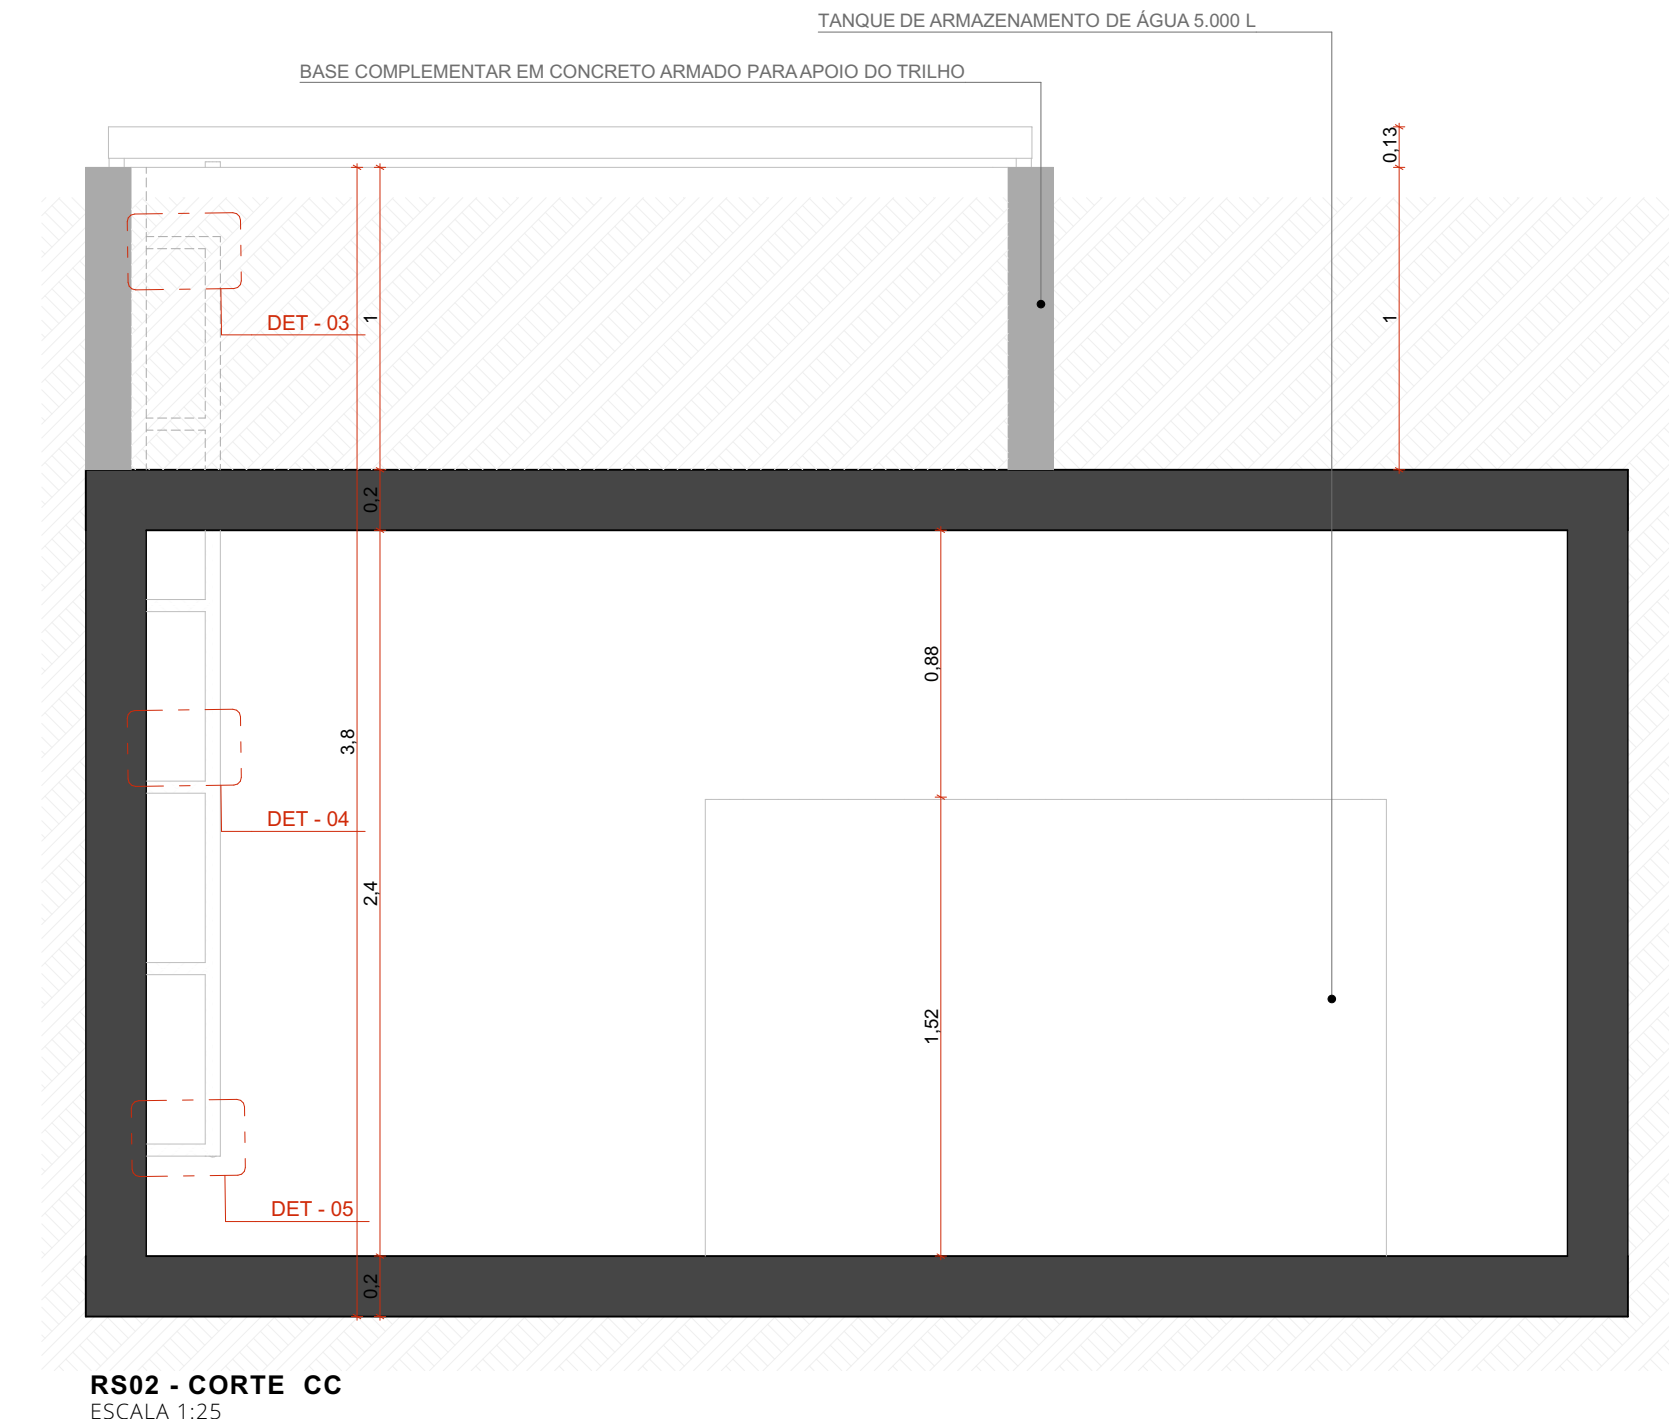 TANQUE DE ARMAZENAMENTO DE ÁGUA 5.000 L
BASE COMPLEMENTAR EM CONCRETO ARMADO PARA APOIO DO TRILHO
0,13
DET - 03
1
1
0,2
0,88
3,8
DET - 04
2,4
1,52
DET - 05
0,2
RS02 - CORTE CC
ESCALA 1:25